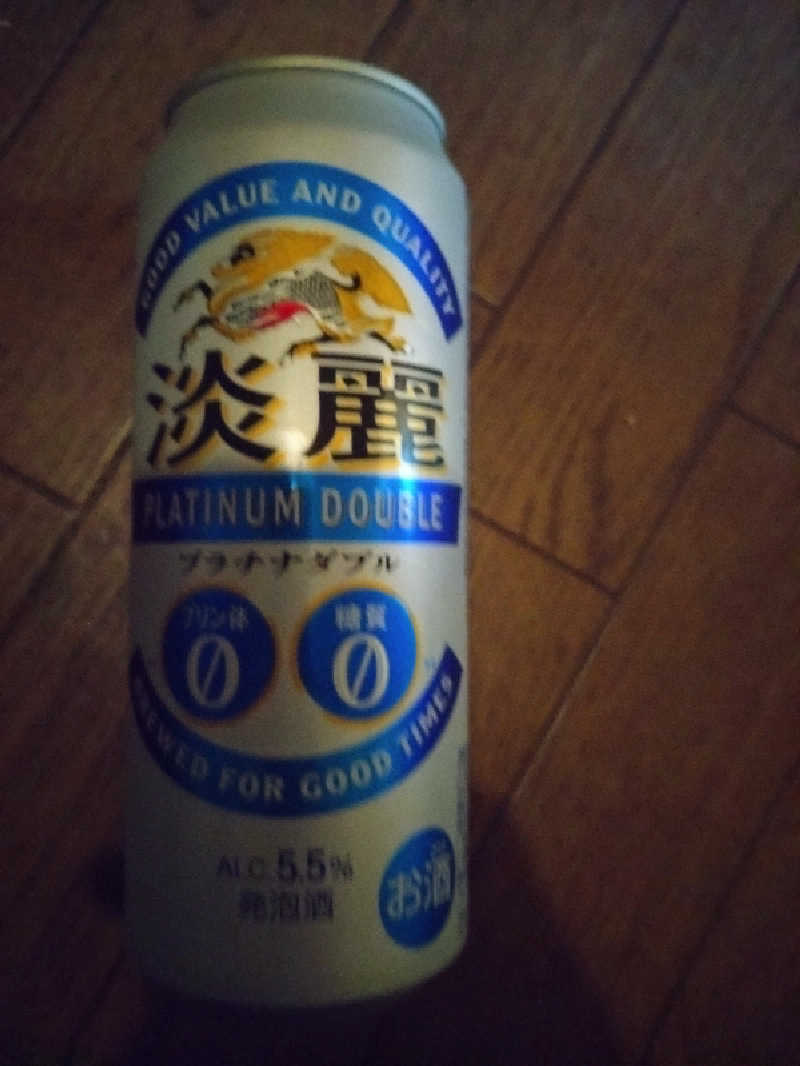 GOOD VALUE AND QUALITY
淡麗
PLATINUM DOUBLE
プラチナダブル
プリン体 0
糖質 0
BREWED FOR GOOD TIMES
ALC.5.5%
発泡酒
お酒